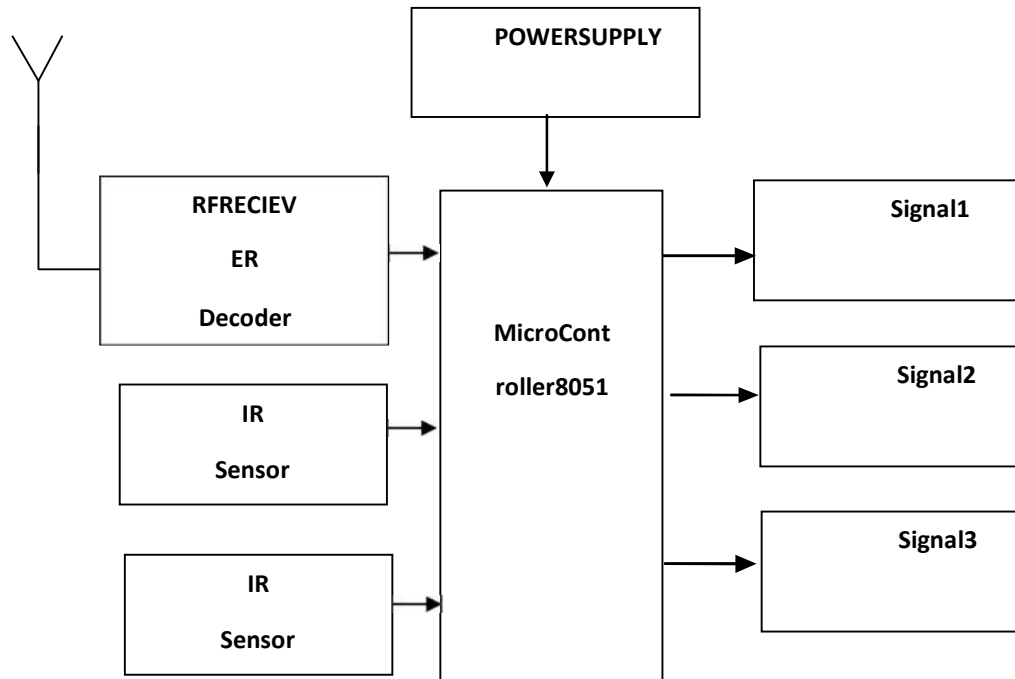 POWERSUPPLY
RFRECIEV
ER
Decoder
Signal1
MicroCont
roller8051
Signal2
IR
Sensor
Signal3
IR
Sensor